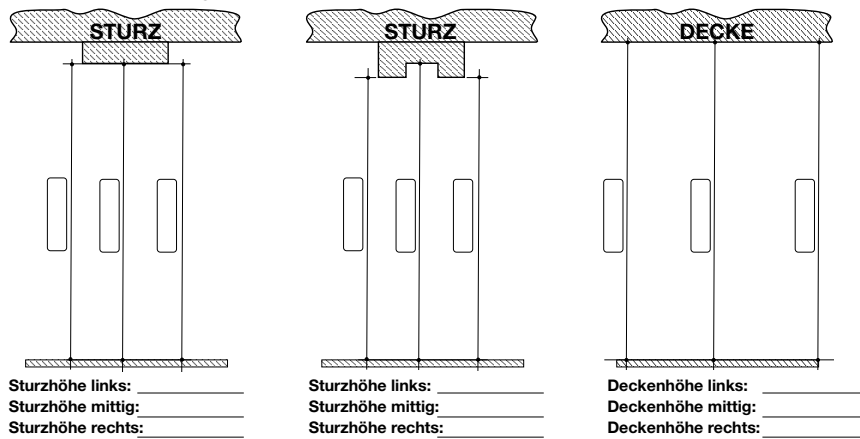 STURZ
STURZ
DECKE
Sturzhöhe links:
Sturzhöhe mittig:
Sturzhöhe rechts:
Sturzhöhe links:
Sturzhöhe mittig:
Sturzhöhe rechts:
Deckenhöhe links:
Deckenhöhe mittig:
Deckenhöhe rechts: